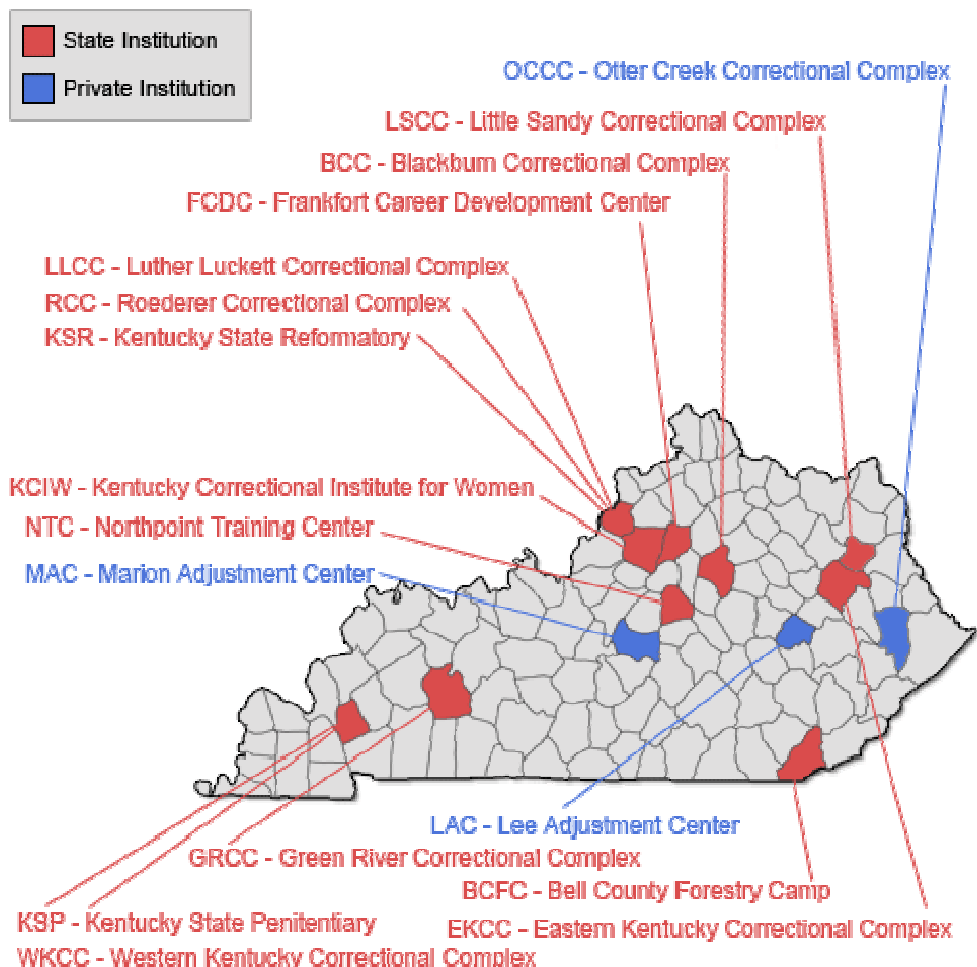 State Institution
Private Institution
OCCC - Otter Creek Correctional Complex
LSCC - Little Sandy Correctional Complex
BCC - Blackburn Correctional Complex
FCDC - Frankfort Career Development Center
LLCC - Luther Luckett Correctional Complex
RCC - Roederer Correctional Complex
KSR - Kentucky State Reformatory
KCIW - Kentucky Correctional Institute for Women
NTC - Northpoint Training Center
MAC - Marion Adjustment Center
LAC - Lee Adjustment Center
GRCC - Green River Correctional Complex
BCFC - Bell County Forestry Camp
KSP - Kentucky State Penitentiary
EKCC - Eastern Kentucky Correctional Complex
WKCC - Western Kentucky Correctional Complex